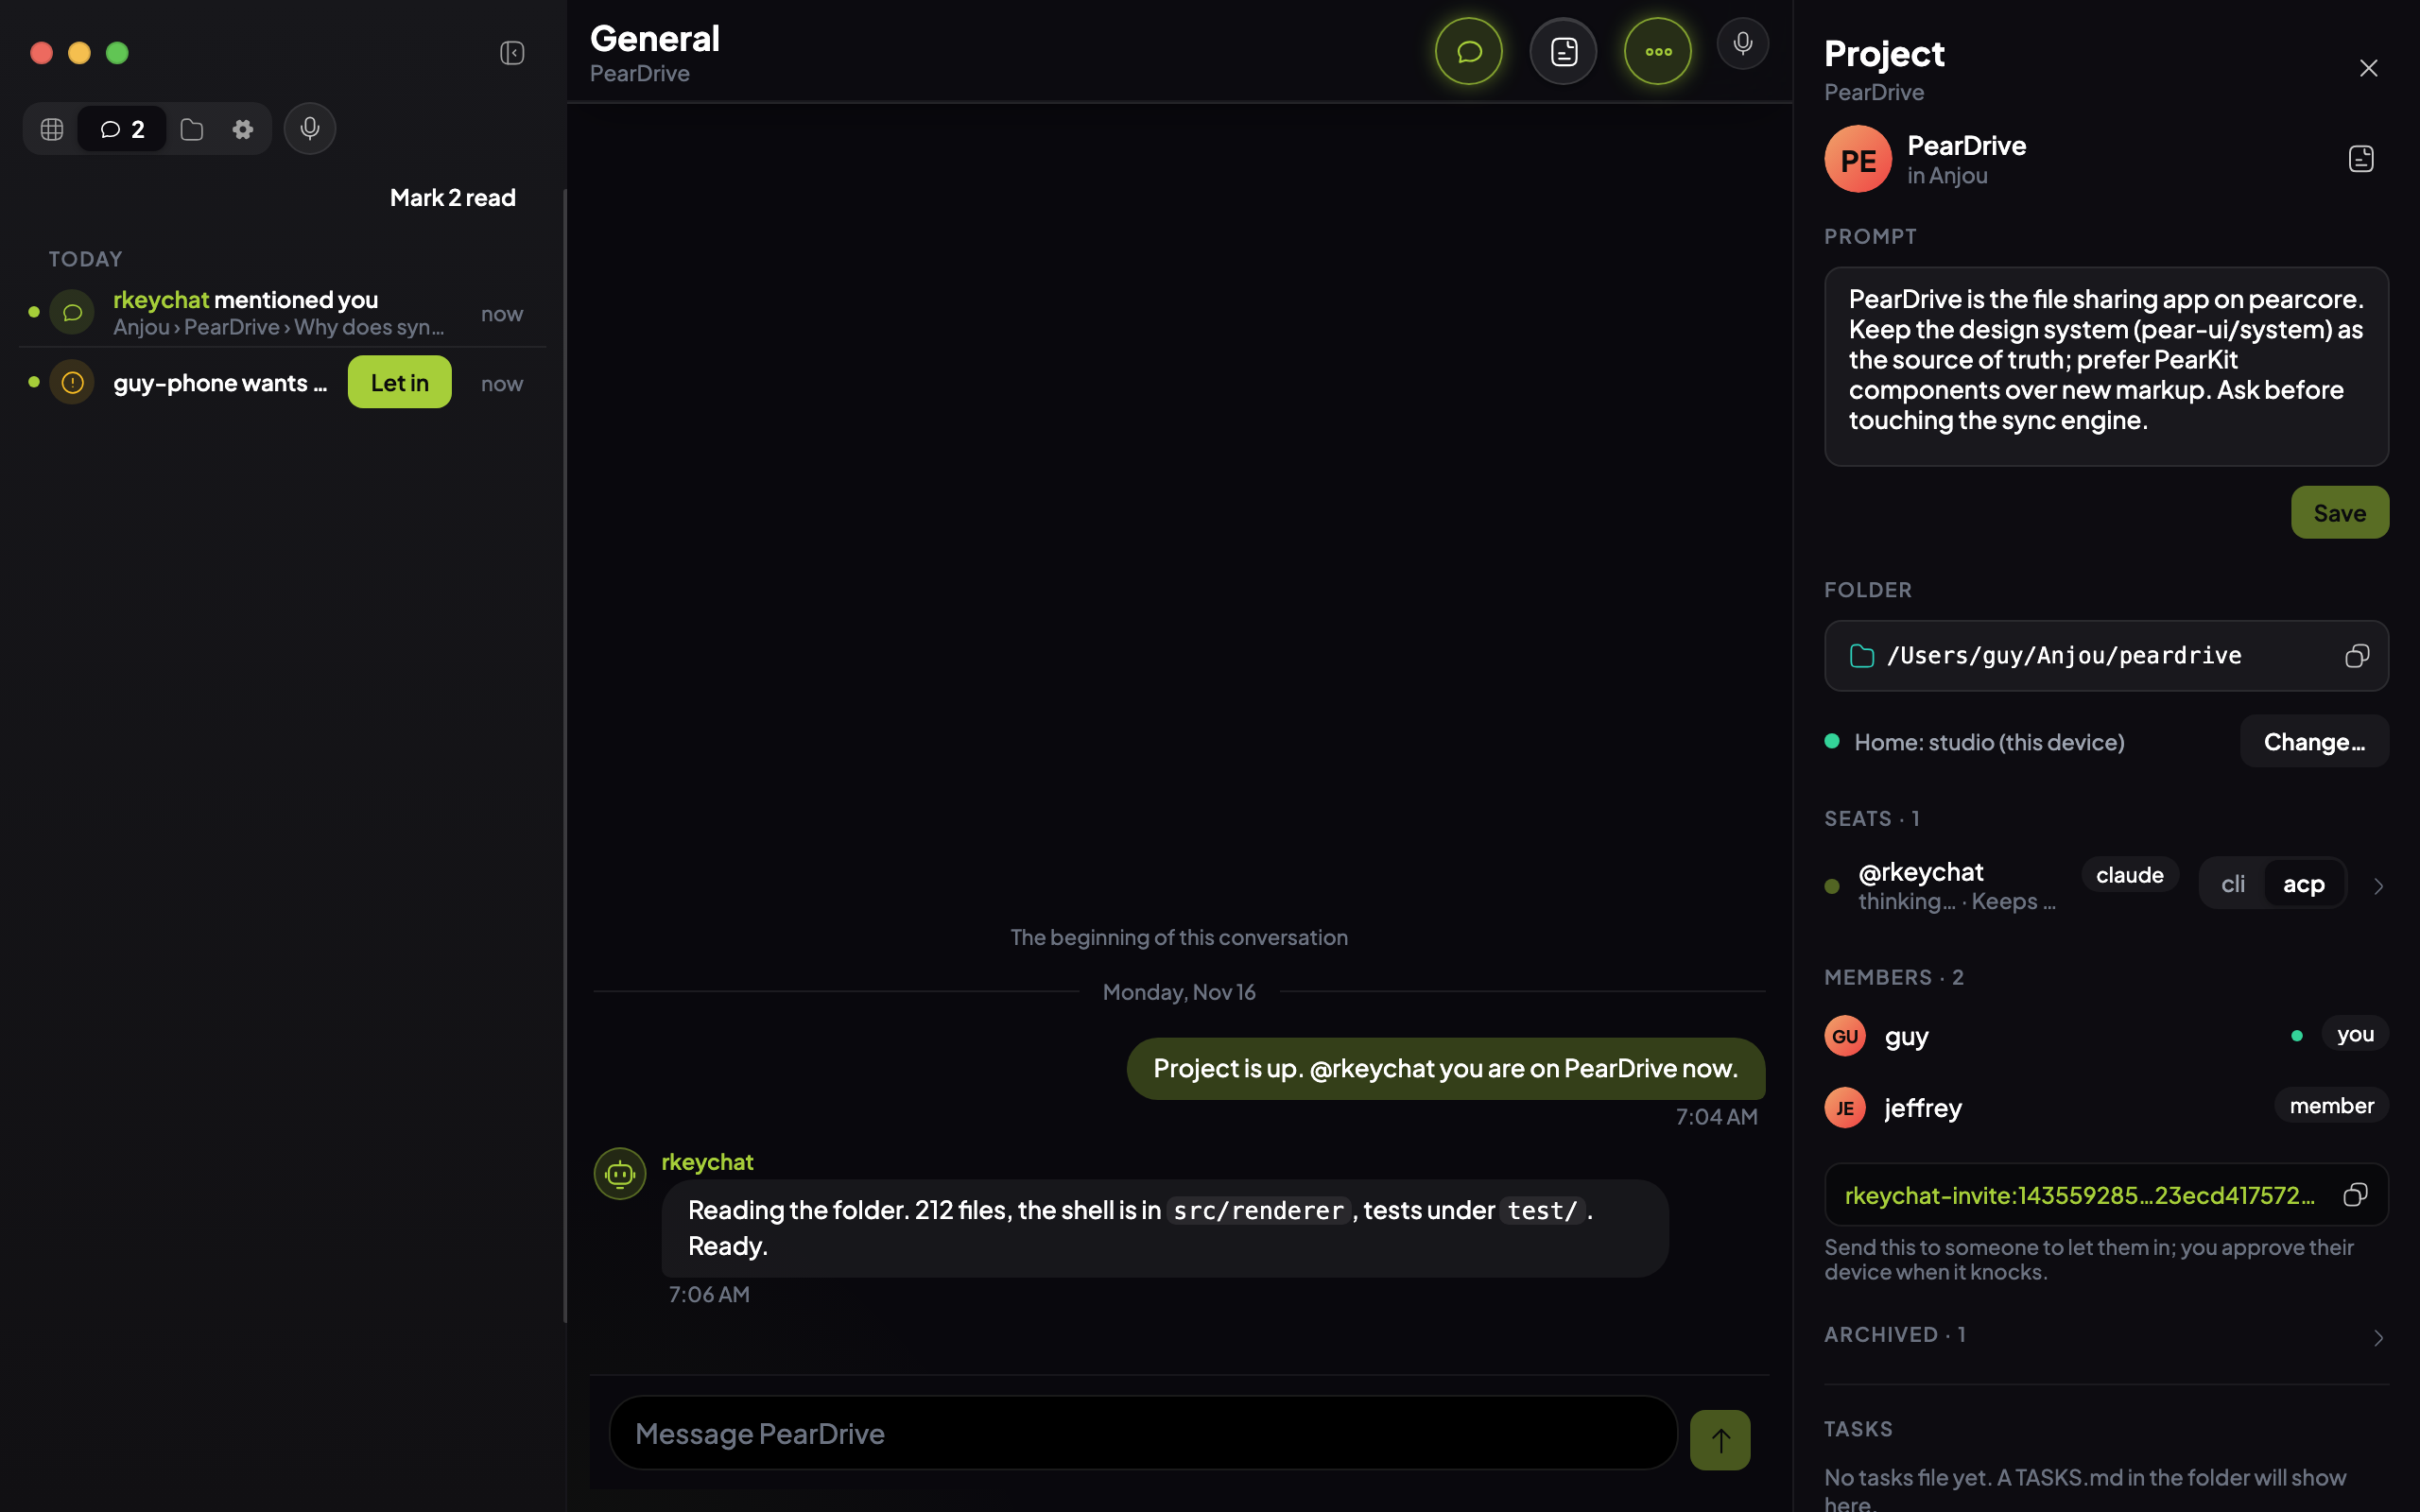 2
Mark 2 read
TODAY
rkeychat mentioned you
Anjou › PearDrive › Why does syn...
now
guy-phone wants ...
Let in
now
General
PearDrive
The beginning of this conversation
Monday, Nov 16
Project is up. @rkeychat you are on PearDrive now.
7:04 AM
rkeychat
Reading the folder. 212 files, the shell is in src/renderer, tests under test/.
Ready.
7:06 AM
Message PearDrive
Project
PearDrive
PE
PearDrive
in Anjou
PROMPT
PearDrive is the file sharing app on pearcore.
Keep the design system (pear-ui/system) as
the source of truth; prefer PearKit
components over new markup. Ask before
touching the sync engine.
Save
FOLDER
/Users/guy/Anjou/peardrive
Home: studio (this device)
Change...
SEATS · 1
@rkeychat
thinking... · Keeps ...
claude
cli
acp
MEMBERS · 2
GU
guy
you
JE
jeffrey
member
rkeychat-invite:143559285...23ecd417572...
Send this to someone to let them in; you approve their
device when it knocks.
ARCHIVED · 1
TASKS
No tasks file yet. A TASKS.md in the folder will show
here.